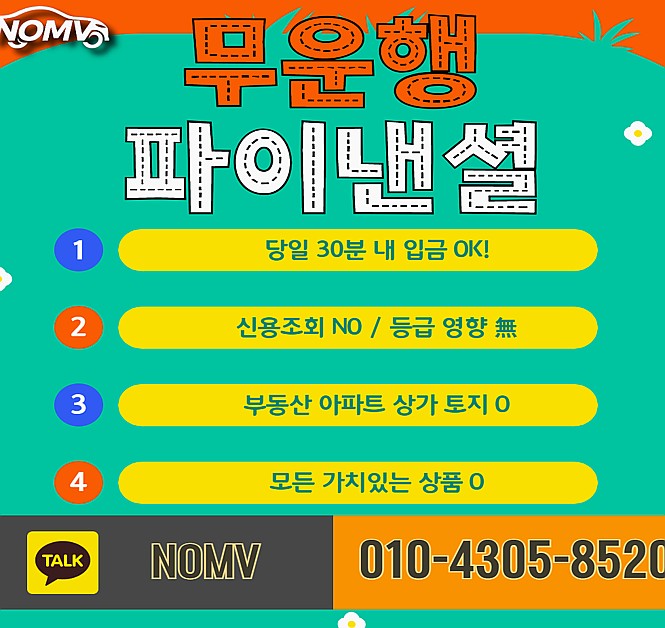 NOMV
무운행
파이낸셜
1 당일 30분 내 입금 OK!
2 신용조회 NO / 등급 영향 無
3 부동산 아파트 상가 토지 O
4 모든 가치있는 상품 O
TALK NOMV 010-4305-8520